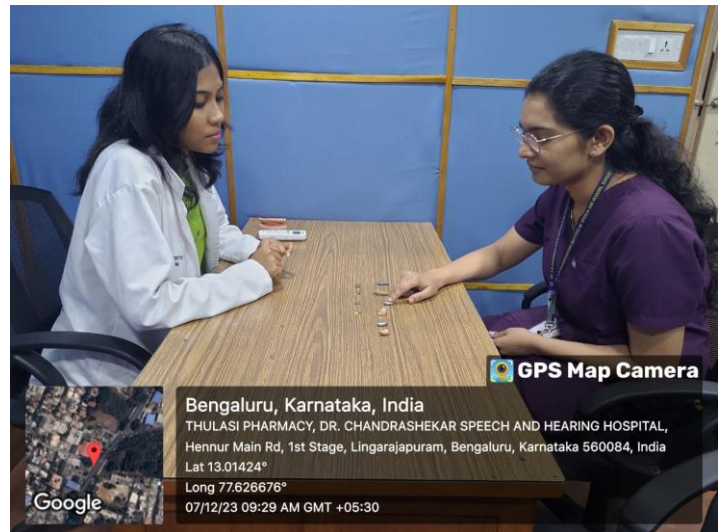 GPS Map Camera
Bengaluru, Karnataka, India
THULASI PHARMACY, DR. CHANDRASHEKAR SPEECH AND HEARING HOSPITAL,
Hennur Main Rd, 1st Stage, Lingarajapuram, Bengaluru, Karnataka 560084, India
Lat 13.01424°
Long 77.626676°
07/12/23 09:29 AM GMT +05:30
Google